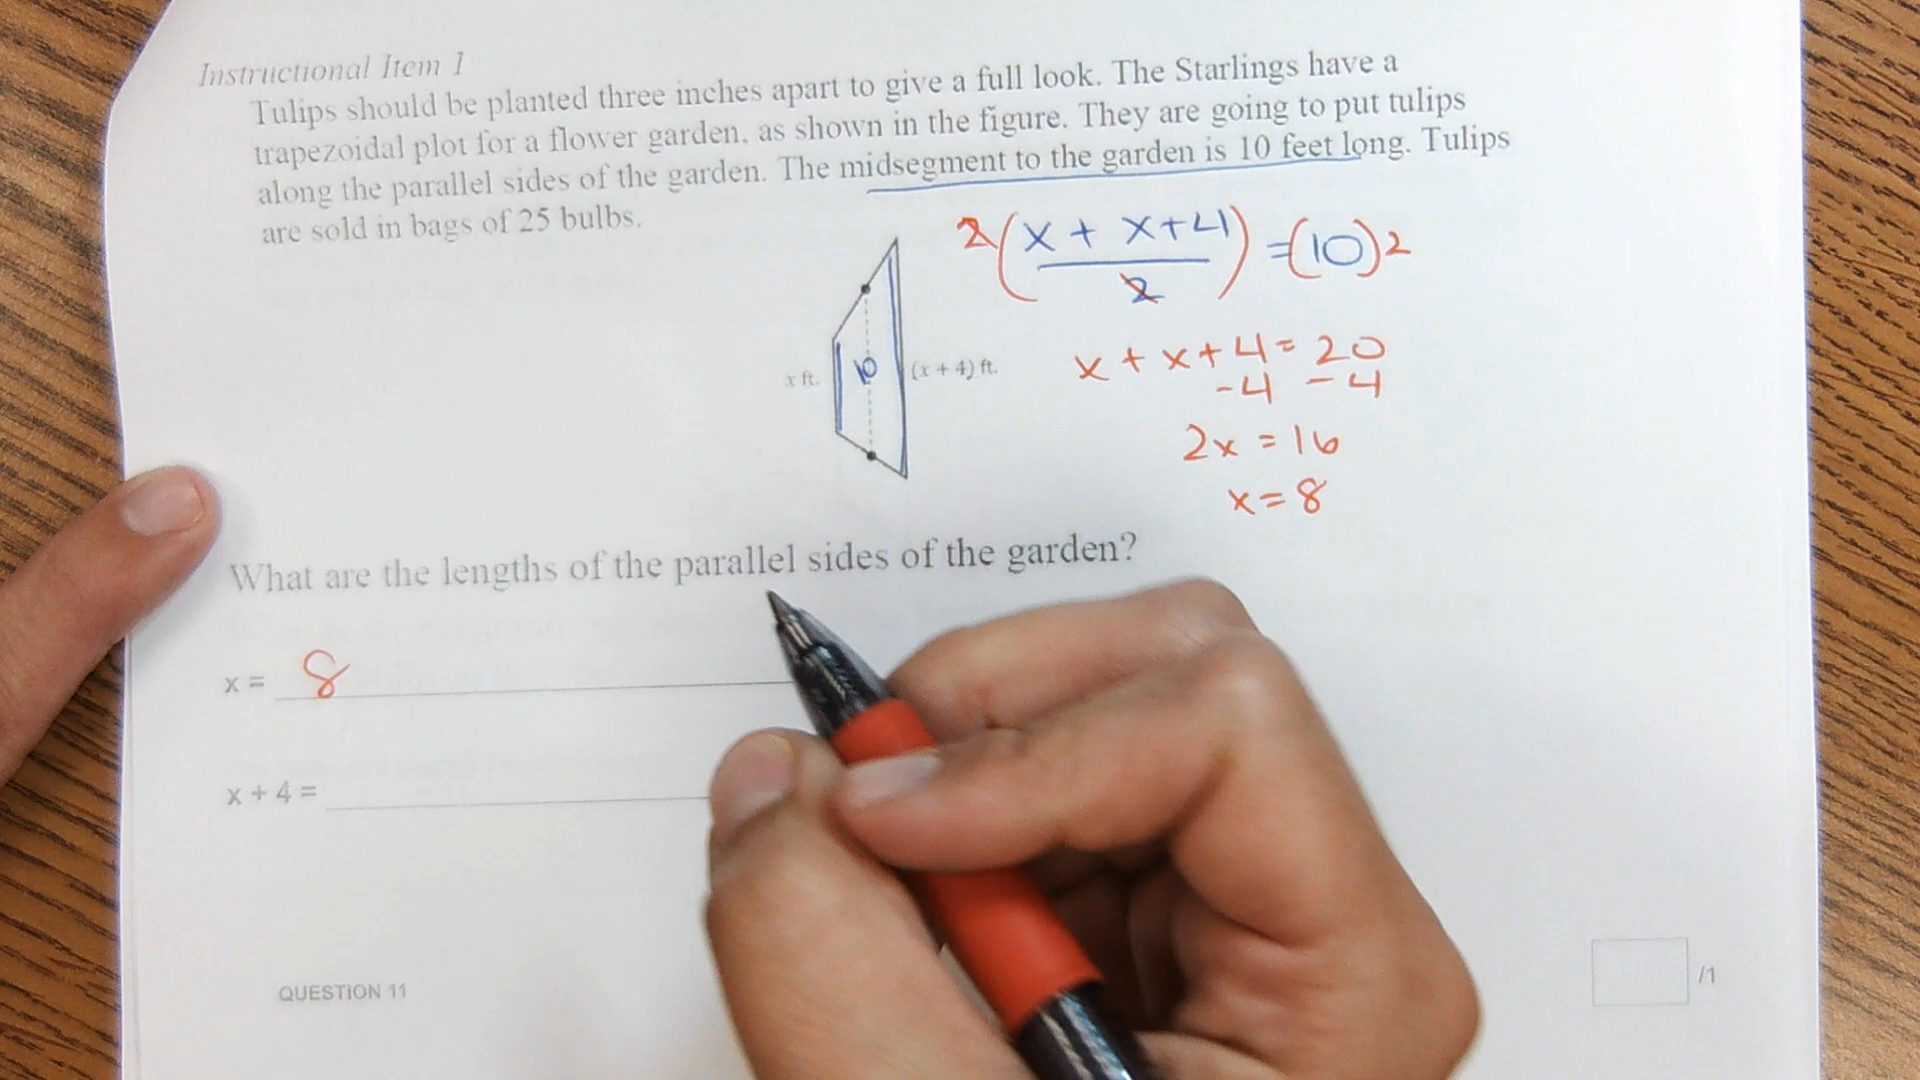 Instructional Item 1
Tulips should be planted three inches apart to give a full look. The Starlings have a
trapezoidal plot for a flower garden, as shown in the figure. They are going to put tulips
along the parallel sides of the garden. The midsegment to the garden is 10 feet long. Tulips
are sold in bags of 25 bulbs.
2(x + x+4 / 2) = (10)2
x ft. 10 (x + 4) ft.
x + x + 4 = 20
-4 -4
2x = 16
x = 8
What are the lengths of the parallel sides of the garden?
x = 8
x + 4 =
QUESTION 11
/1